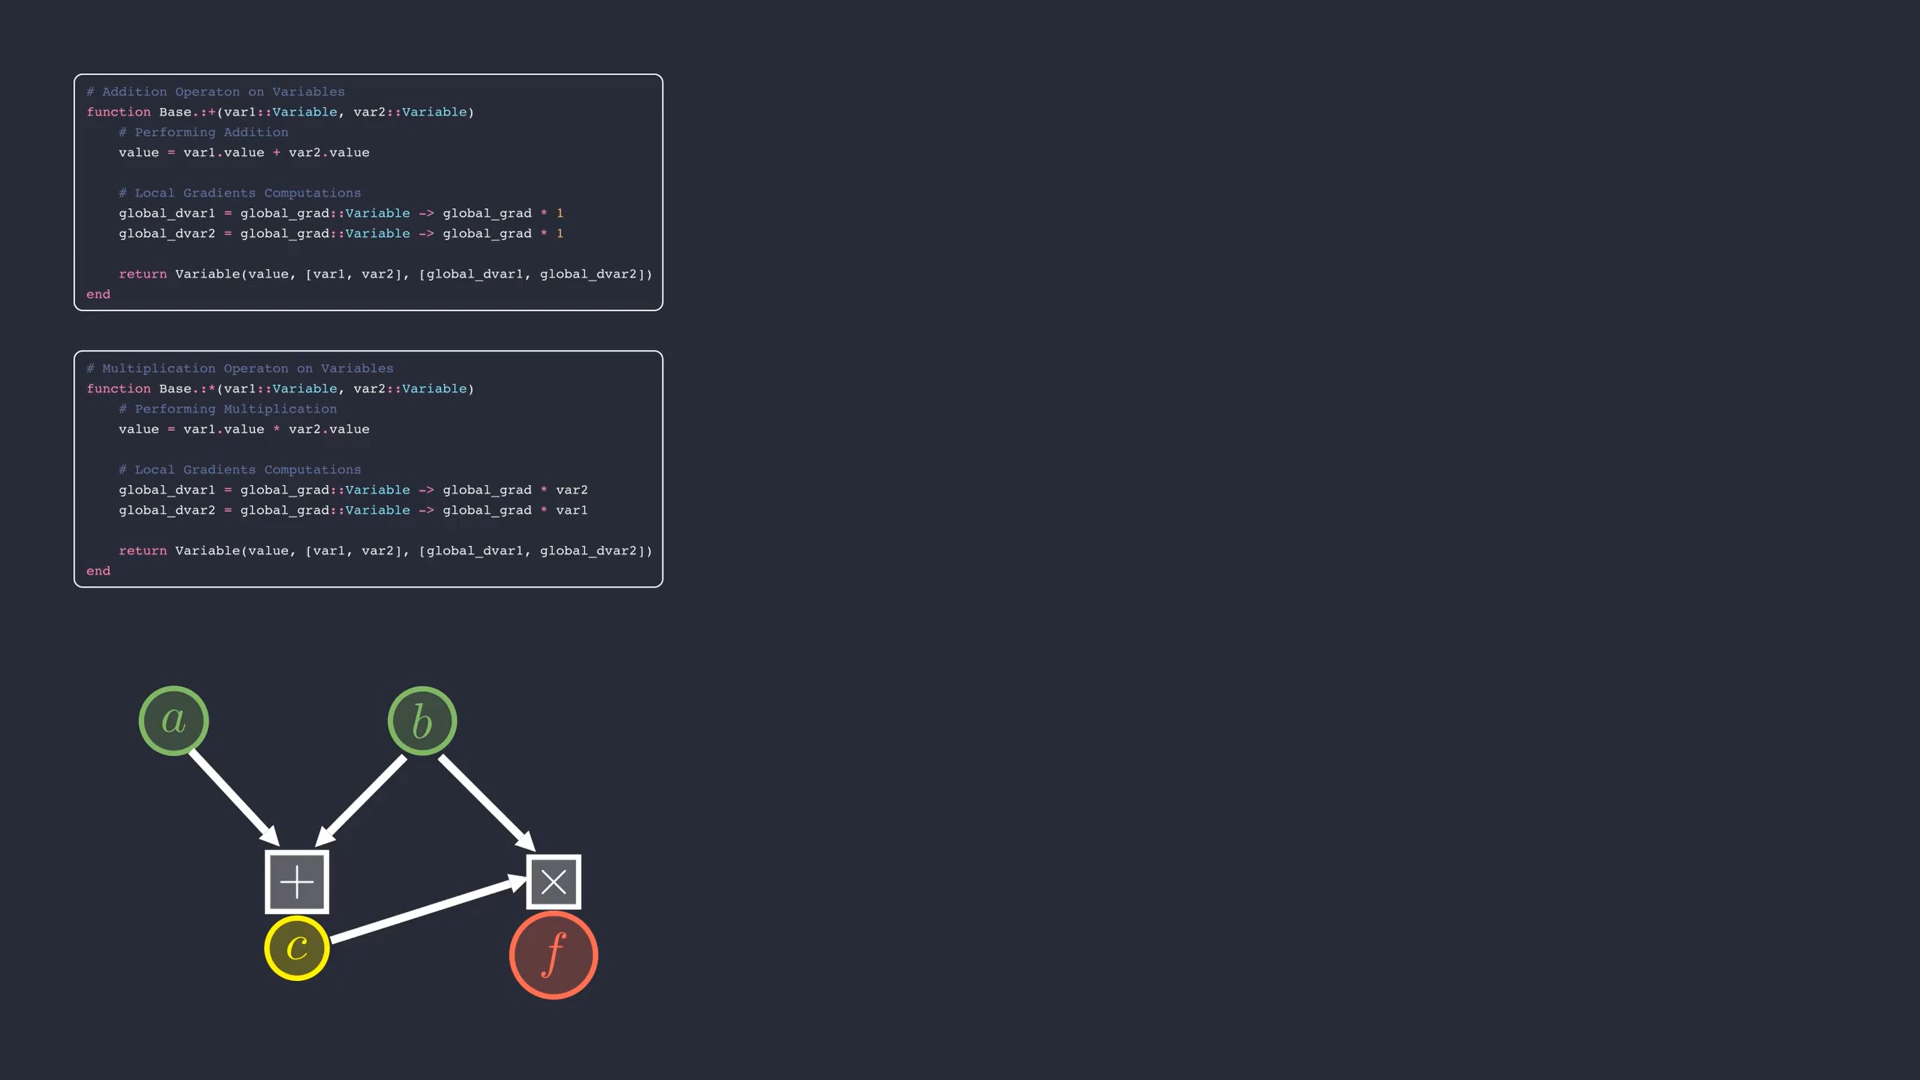 # Addition Operaton on Variables
function Base.:+(var1::Variable, var2::Variable)
    # Performing Addition
    value = var1.value + var2.value
    # Local Gradients Computations
    global_dvar1 = global_grad::Variable -> global_grad * 1
    global_dvar2 = global_grad::Variable -> global_grad * 1
    return Variable(value, [var1, var2], [global_dvar1, global_dvar2])
end
# Multiplication Operaton on Variables
function Base.:*(var1::Variable, var2::Variable)
    # Performing Multiplication
    value = var1.value * var2.value
    # Local Gradients Computations
    global_dvar1 = global_grad::Variable -> global_grad * var2
    global_dvar2 = global_grad::Variable -> global_grad * var1
    return Variable(value, [var1, var2], [global_dvar1, global_dvar2])
end
a b
+ ×
c f